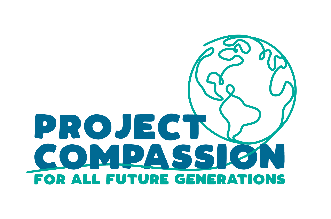 PROJECT
COMPASSION
FOR ALL FUTURE GENERATIONS